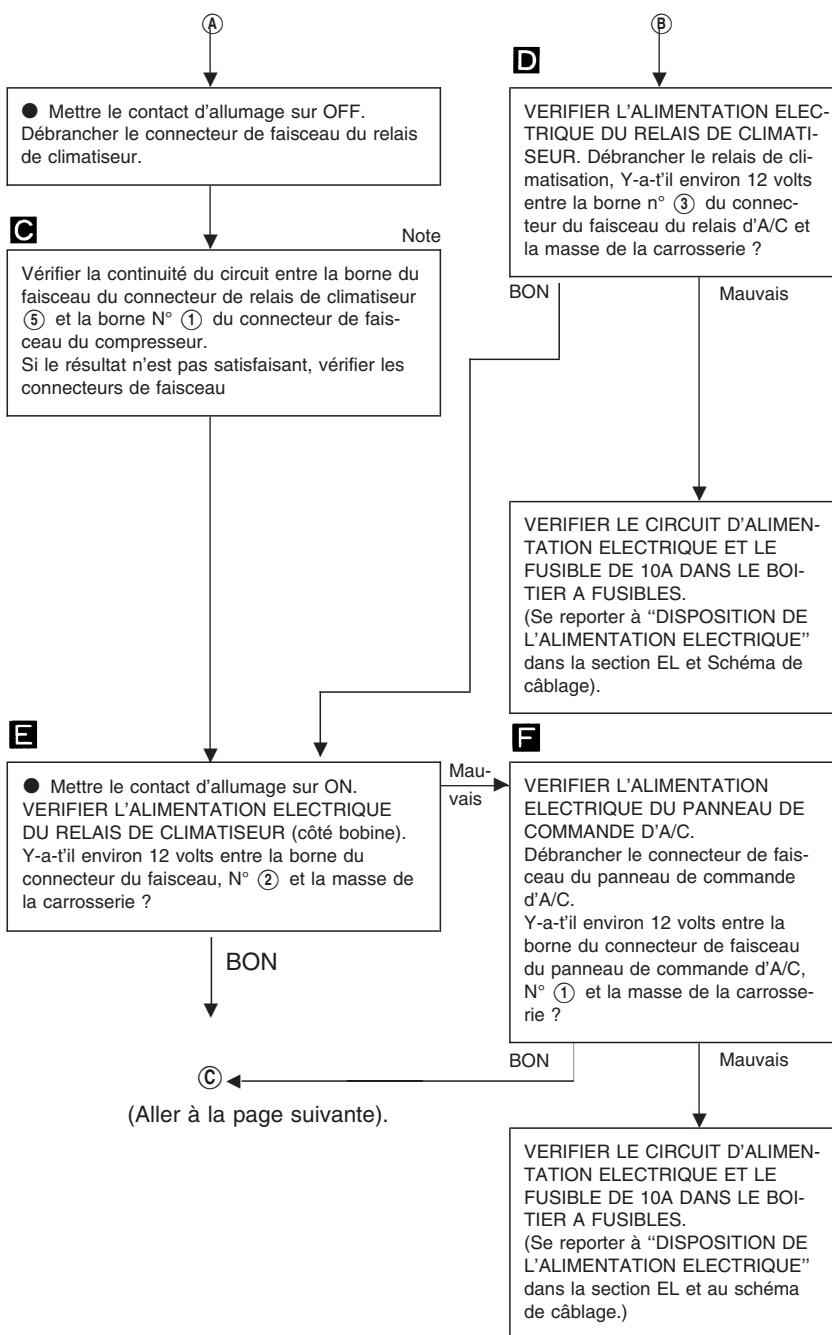 A
● Mettre le contact d'allumage sur OFF.
Débrancher le connecteur de faisceau du relais
de climatiseur.
C
Note
Vérifier la continuité du circuit entre la borne du
faisceau du connecteur de relais de climatiseur
⑤ et la borne N° ① du connecteur de fais-
ceau du compresseur.
Si le résultat n'est pas satisfaisant, vérifier les
connecteurs de faisceau
B
D
VERIFIER L'ALIMENTATION ELEC-
TRIQUE DU RELAIS DE CLIMATI-
SEUR. Débrancher le relais de cli-
matisation, Y-a-t'il environ 12 volts
entre la borne n° ③ du connec-
teur du faisceau du relais d'A/C et
la masse de la carrosserie ?
BON
Mauvais
VERIFIER LE CIRCUIT D'ALIMEN-
TATION ELECTRIQUE ET LE
FUSIBLE DE 10A DANS LE BOI-
TIER A FUSIBLES.
(Se reporter à “DISPOSITION DE
L'ALIMENTATION ELECTRIQUE”
dans la section EL et Schéma de
câblage).
E
● Mettre le contact d'allumage sur ON.
VERIFIER L'ALIMENTATION ELECTRIQUE
DU RELAIS DE CLIMATISEUR (côté bobine).
Y-a-t'il environ 12 volts entre la borne du
connecteur du faisceau, N° ② et la masse de
la carrosserie ?
Mau-
vais
BON
C
(Aller à la page suivante).
F
VERIFIER L'ALIMENTATION
ELECTRIQUE DU PANNEAU DE
COMMANDE D'A/C.
Débrancher le connecteur de fais-
ceau du panneau de commande
d'A/C.
Y-a-t'il environ 12 volts entre la
borne du connecteur de faisceau
du panneau de commande d'A/C,
N° ① et la masse de la carrosse-
rie ?
BON
Mauvais
VERIFIER LE CIRCUIT D'ALIMEN-
TATION ELECTRIQUE ET LE
FUSIBLE DE 10A DANS LE BOI-
TIER A FUSIBLES.
(Se reporter à “DISPOSITION DE
L'ALIMENTATION ELECTRIQUE”
dans la section EL et au schéma
de câblage.)